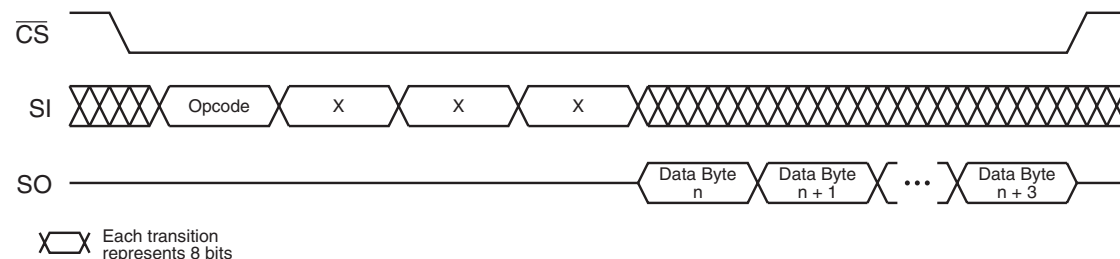 CS
SI Opcode X X X
SO Data Byte n Data Byte n + 1 ••• Data Byte n + 3
Each transition
represents 8 bits